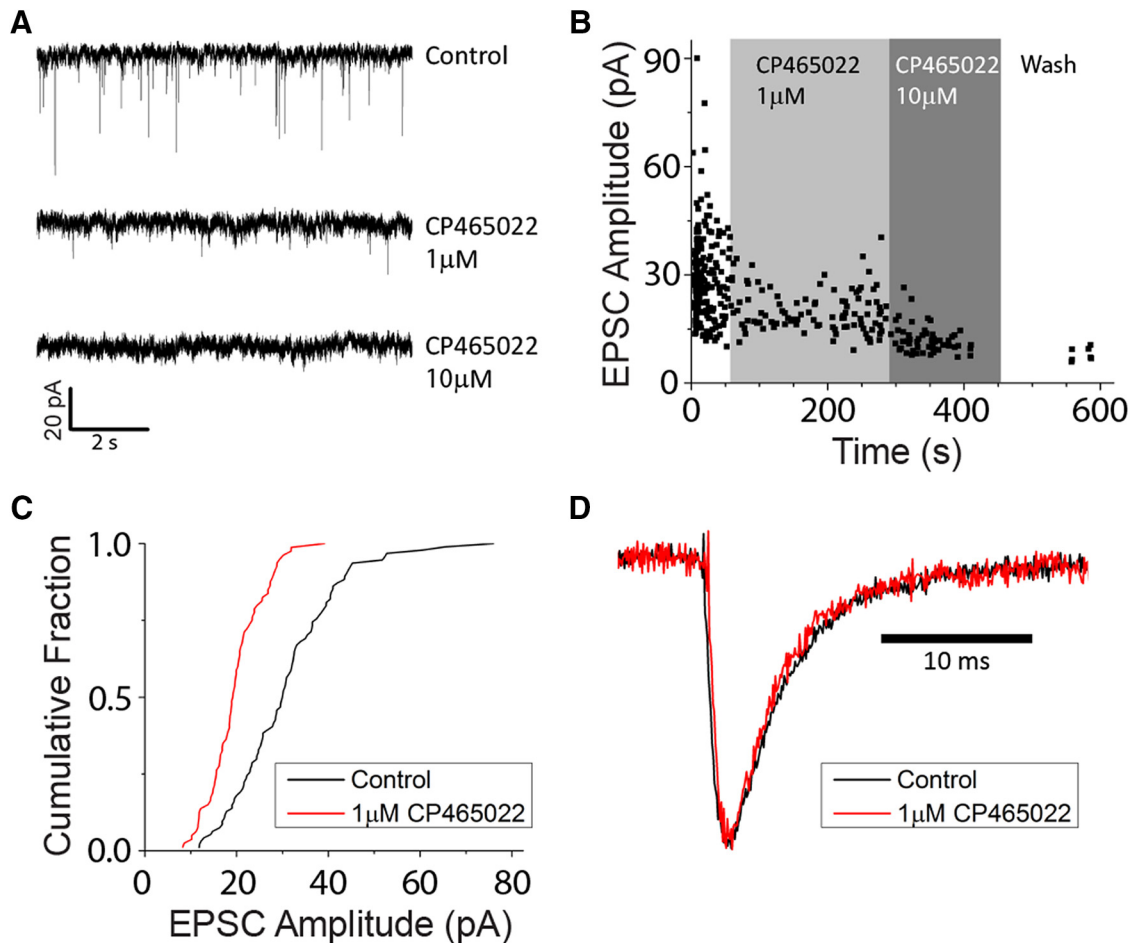 A
Control
CP465022
1μM
CP465022
10μM
20 pA
2 s
B
EPSC Amplitude (pA)
90
60
30
0
CP465022
1μM
CP465022
10μM
Wash
0
200
400
600
Time (s)
C
Cumulative Fraction
1.0
0.5
0.0
Control
1μM CP465022
0
20
40
60
80
EPSC Amplitude (pA)
D
10 ms
Control
1μM CP465022